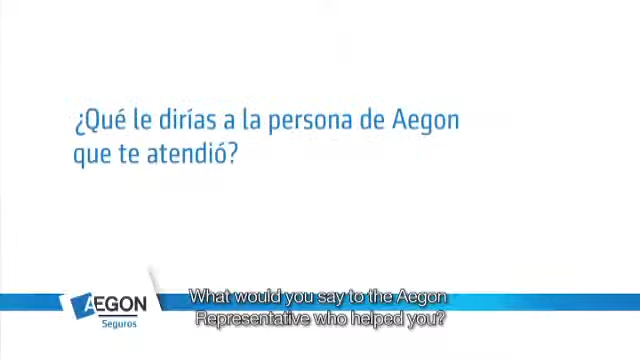 ¿Qué le dirías a la persona de Aegon
que te atendió?
AEGON
Seguros
What would you say to the Aegon
Representative who helped you?